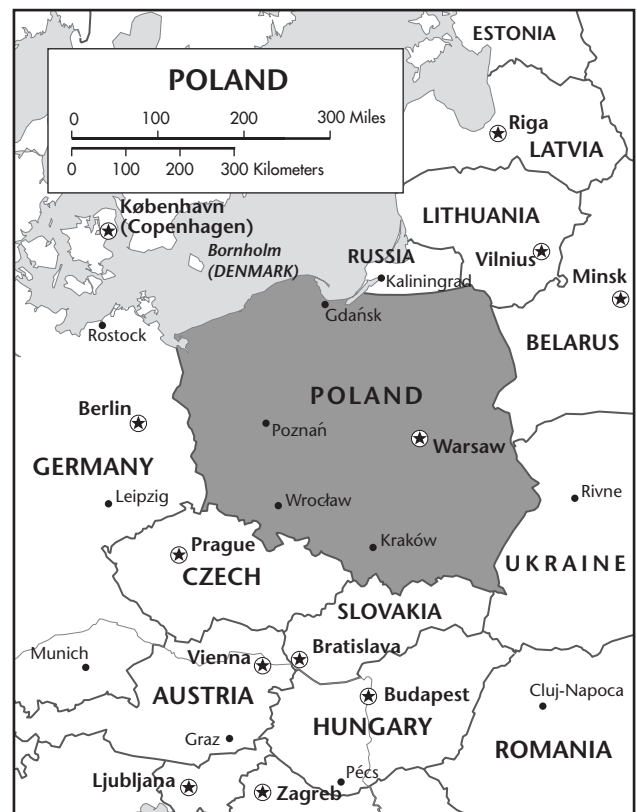 ESTONIA
POLAND
0 100 200 300 Miles
0 100 200 300 Kilometers
Riga
LATVIA
København
(Copenhagen)
LITHUANIA
Bornholm
(DENMARK)
RUSSIA
Vilnius
Kaliningrad
Minsk
Gdańsk
Rostock
BELARUS
POLAND
Berlin
Poznań
Warsaw
GERMANY
Leipzig
Wrocław
Rivne
Kraków
Prague
UKRAINE
CZECH
SLOVAKIA
Munich
Vienna
Bratislava
AUSTRIA
Budapest
Cluj-Napoca
HUNGARY
Graz
ROMANIA
Pécs
Ljubljana
Zagreb